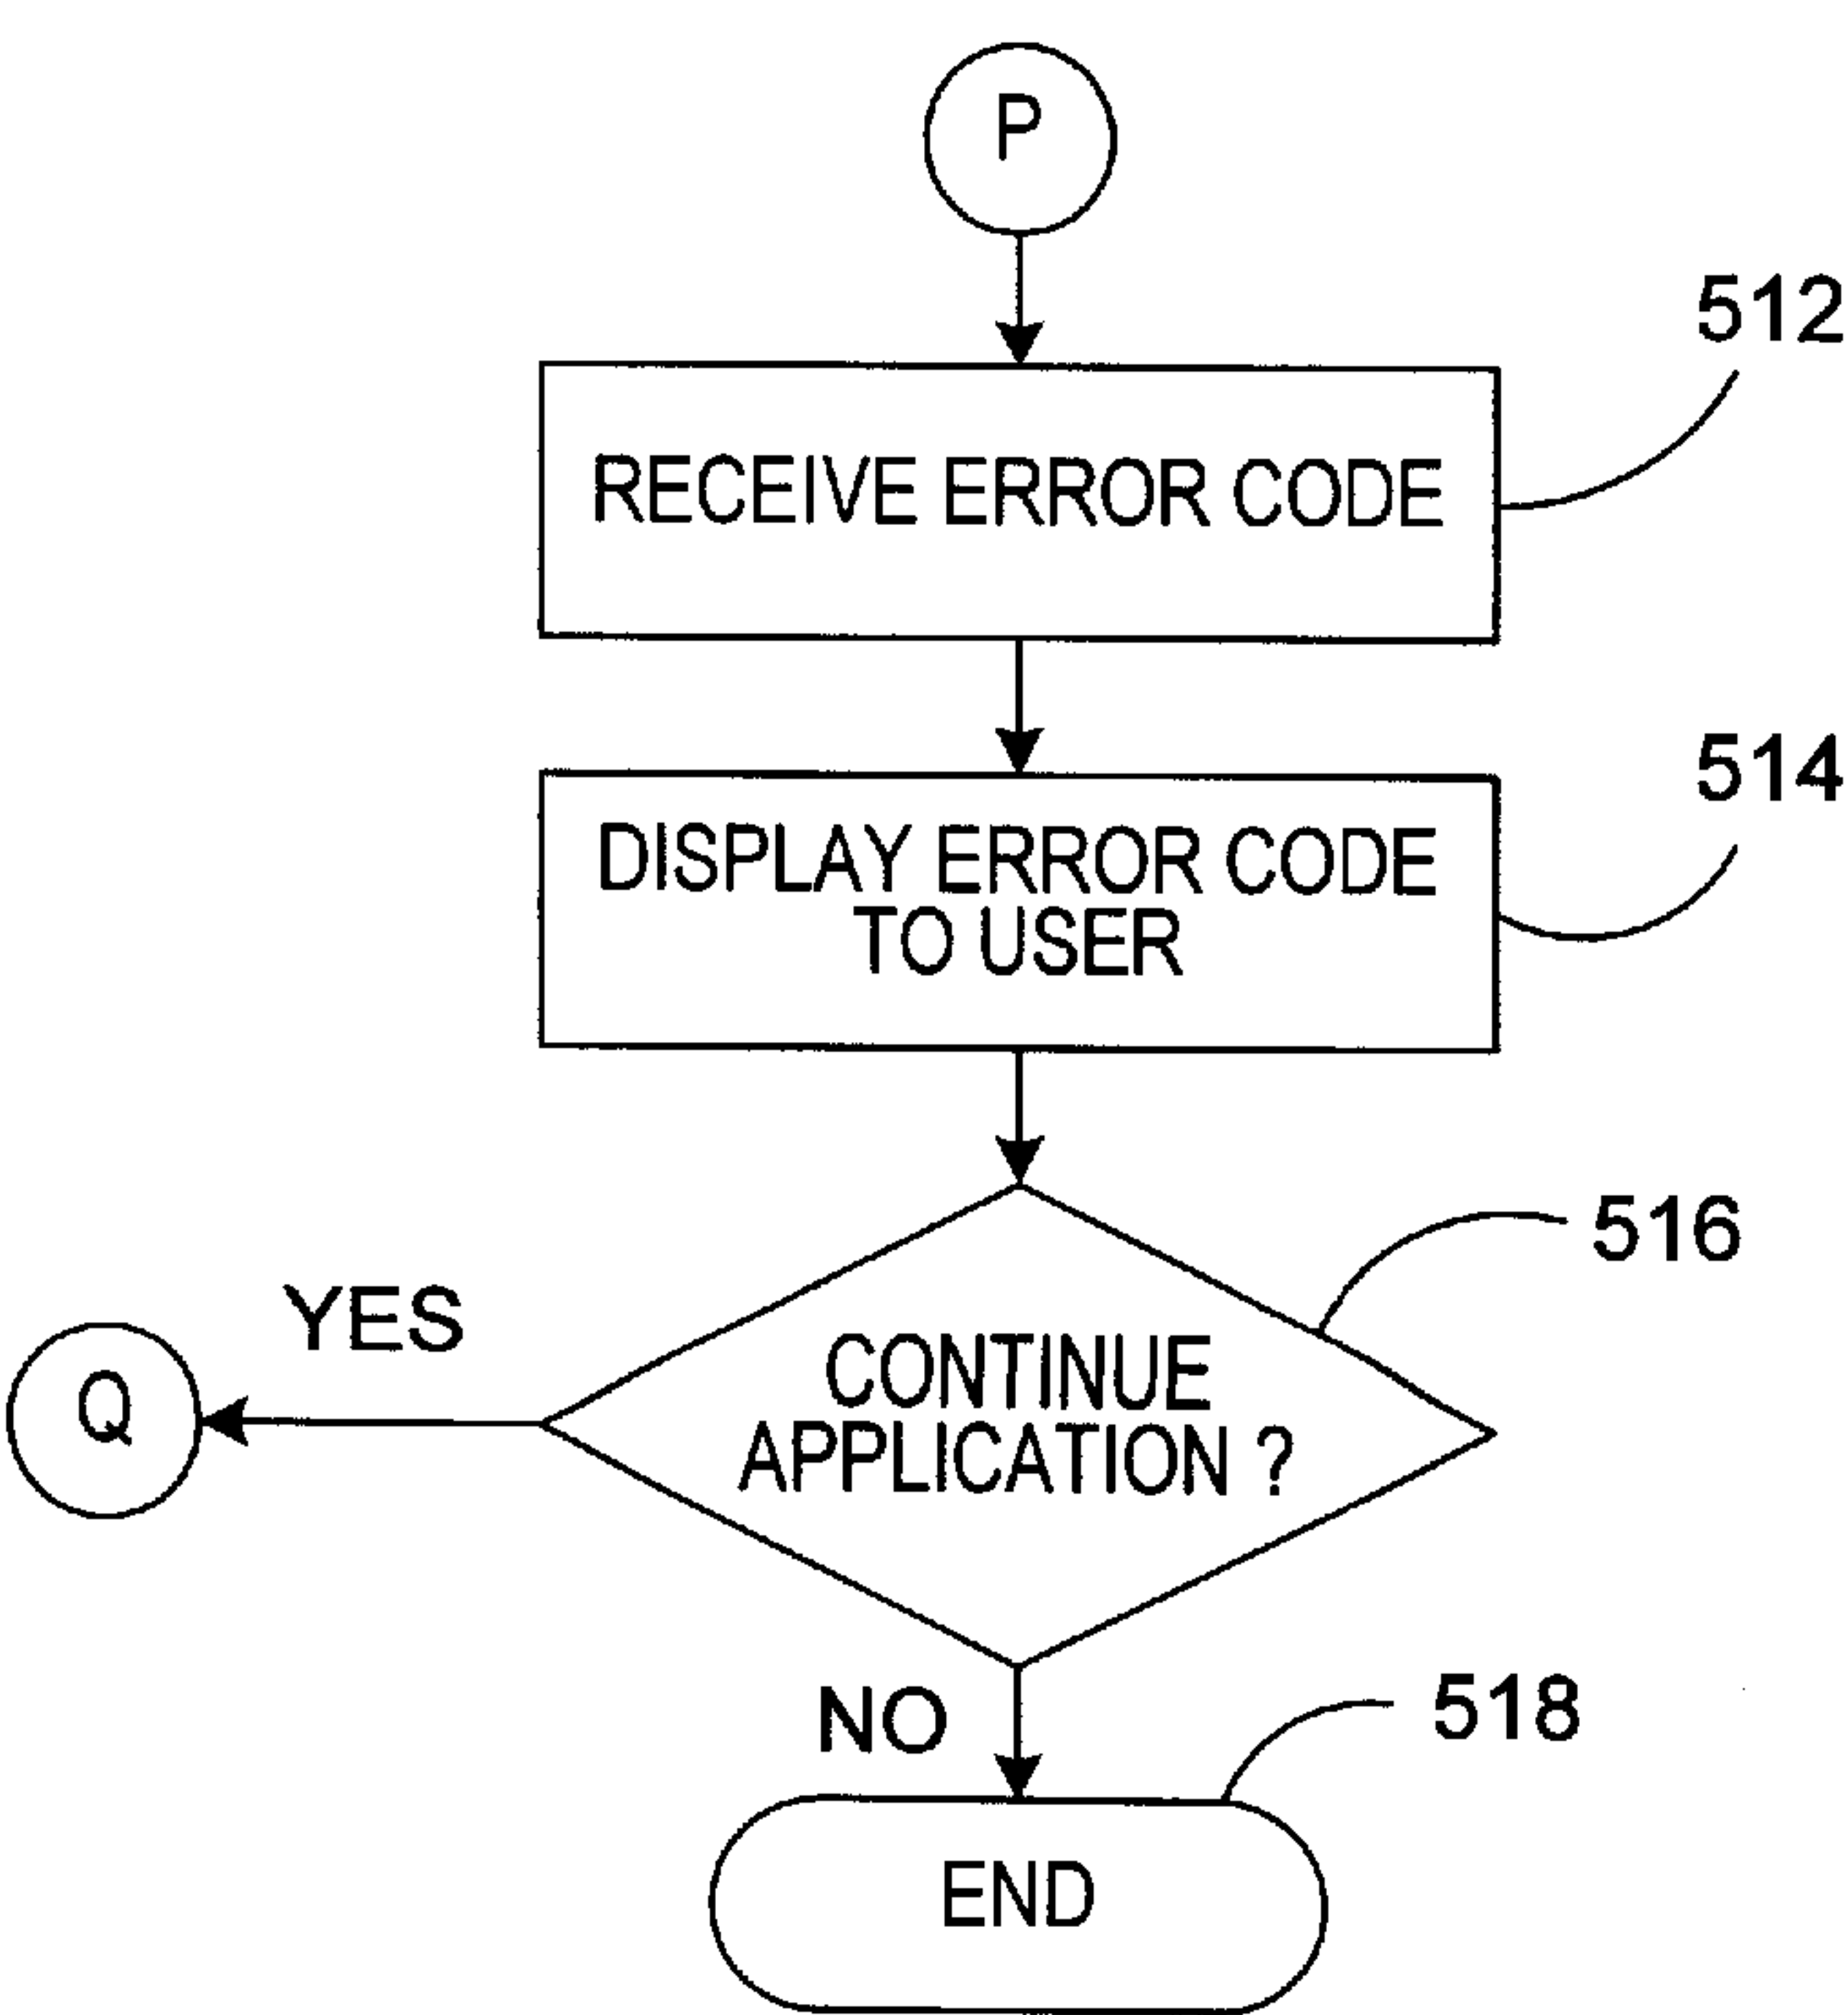 P
512
RECEIVE ERROR CODE
514
DISPLAY ERROR CODE
TO USER
516
YES
Q
CONTINUE
APPLICATION ?
NO
518
END